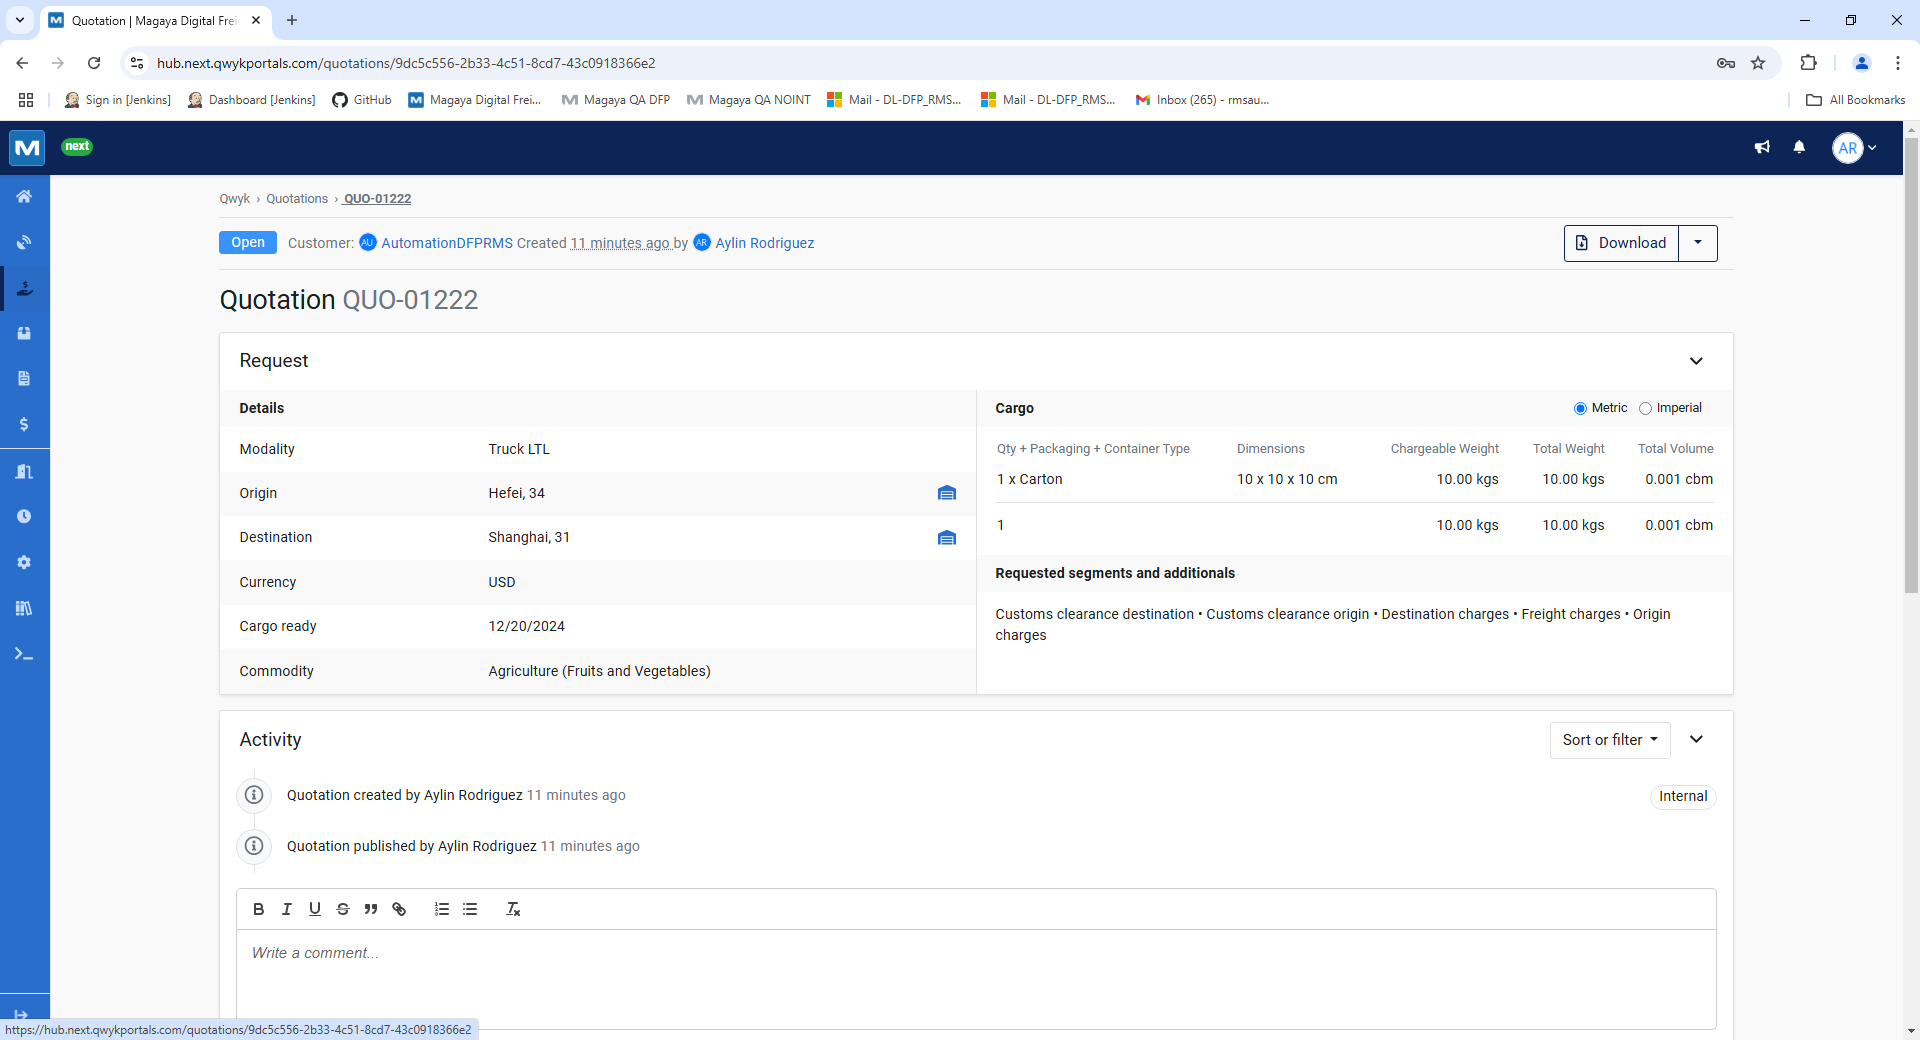 Quotation | Magaya Digital Frei
hub.next.qwykportals.com/quotations/9dc5c556-2b33-4c51-8cd7-43c0918366e2
Sign in [Jenkins] Dashboard [Jenkins] GitHub Magaya Digital Frei... Magaya QA DFP Magaya QA NOINT Mail - DL-DFP_RMS... Mail - DL-DFP_RMS... Inbox (265) - rmsau... All Bookmarks
next AR
Qwyk › Quotations › QUO-01222
Open Customer: AU AutomationDFPRMS Created 11 minutes ago by AR Aylin Rodriguez Download
Quotation QUO-01222
Request
Details
Modality Truck LTL
Origin Hefei, 34
Destination Shanghai, 31
Currency USD
Cargo ready 12/20/2024
Commodity Agriculture (Fruits and Vegetables)
Cargo Metric Imperial
Qty + Packaging + Container Type Dimensions Chargeable Weight Total Weight Total Volume
1 x Carton 10 x 10 x 10 cm 10.00 kgs 10.00 kgs 0.001 cbm
1 10.00 kgs 10.00 kgs 0.001 cbm
Requested segments and additionals
Customs clearance destination • Customs clearance origin • Destination charges • Freight charges • Origin
charges
Activity Sort or filter
Quotation created by Aylin Rodriguez 11 minutes ago Internal
Quotation published by Aylin Rodriguez 11 minutes ago
Write a comment...
https://hub.next.qwykportals.com/quotations/9dc5c556-2b33-4c51-8cd7-43c0918366e2